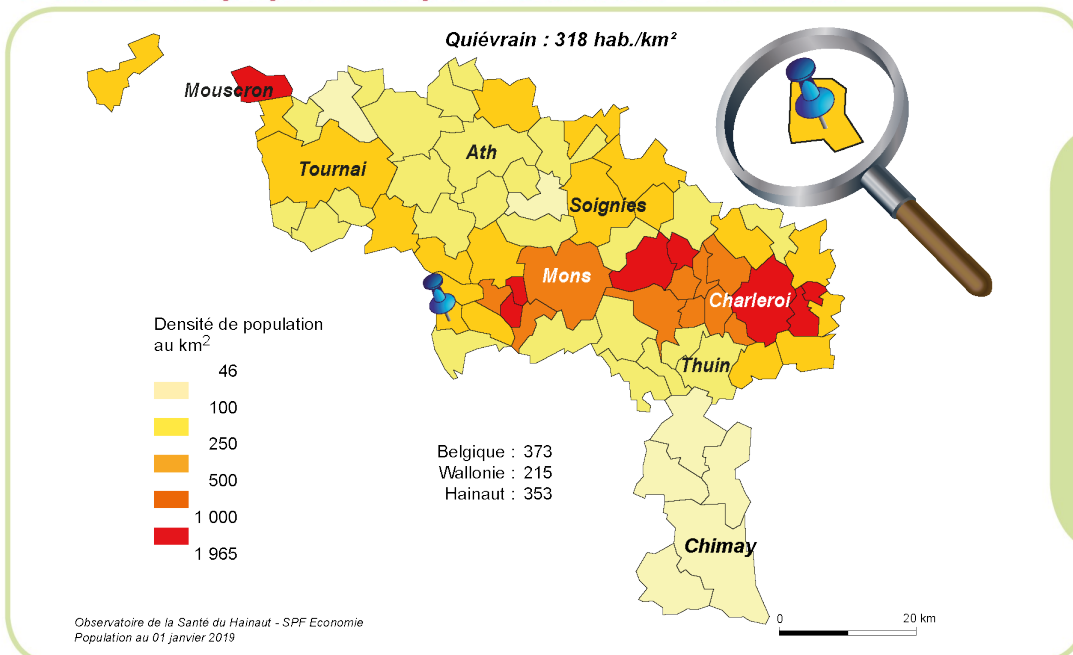 Quiévrain : 318 hab./km²
Mouscron
Ath
Tournai
Soignies
Mons
Charleroi
Densité de population
au km2
46
100
250
500
1 000
1 965
Thuin
Belgique : 373
Wallonie : 215
Hainaut : 353
Chimay
Observatoire de la Santé du Hainaut - SPF Economie
Population au 01 janvier 2019
0 20 km